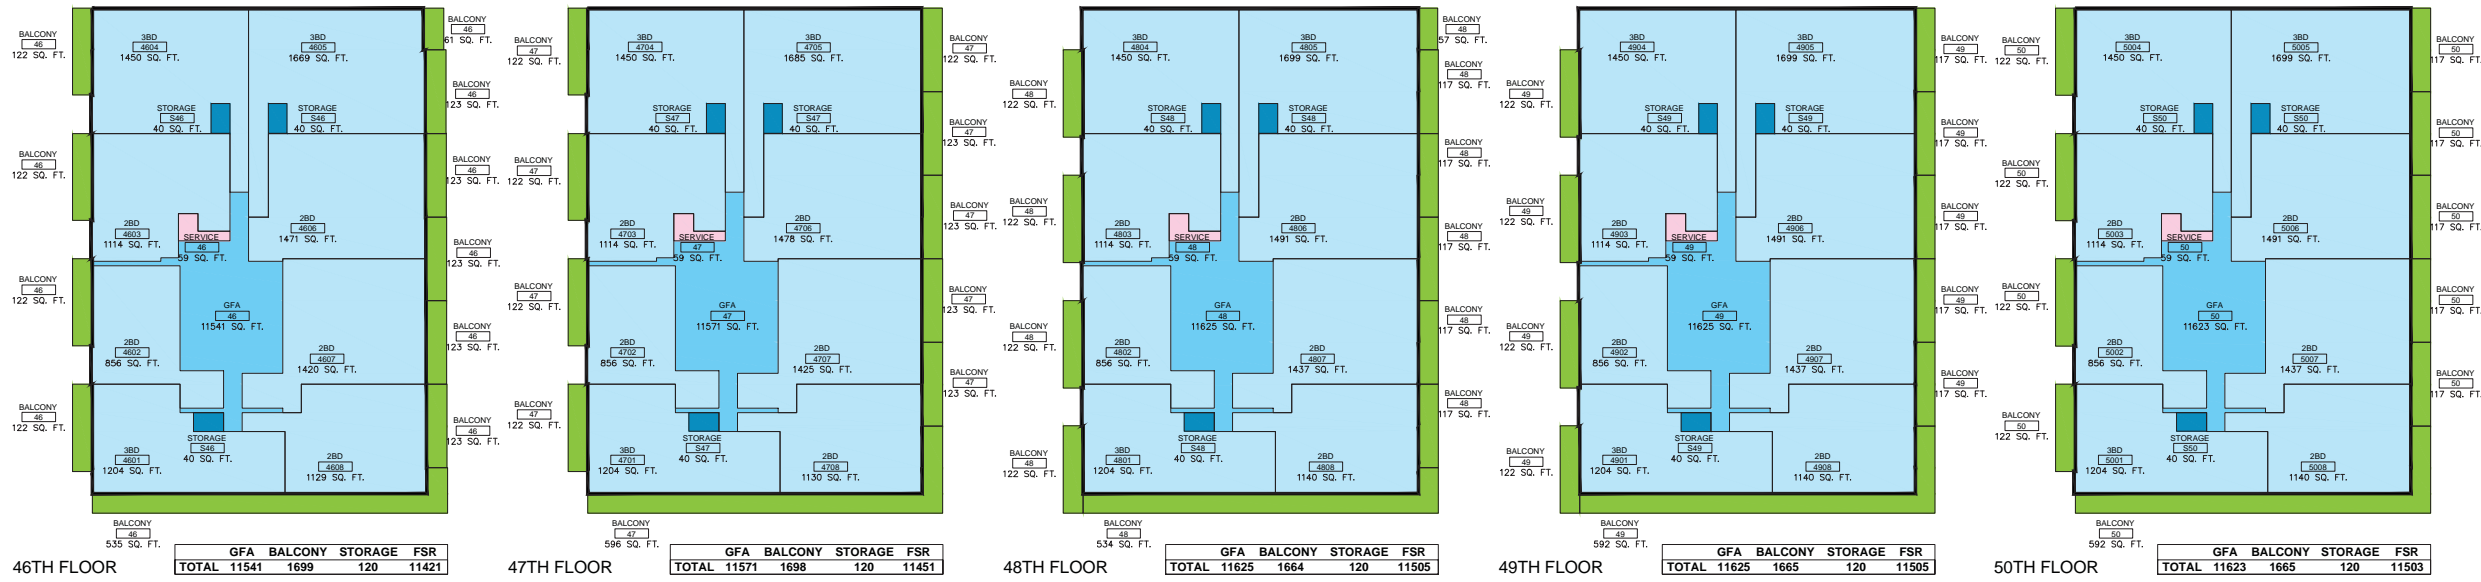 BALCONY
46
122 SQ. FT.
BALCONY
46
122 SQ. FT.
BALCONY
46
122 SQ. FT.
BALCONY
46
122 SQ. FT.
3BD
4604
1450 SQ. FT.
3BD
4605
1669 SQ. FT.
STORAGE
S46
40 SQ. FT.
STORAGE
S46
40 SQ. FT.
2BD
4603
1114 SQ. FT.
SERVICE
46
59 SQ. FT.
2BD
4606
1471 SQ. FT.
GFA
46
11541 SQ. FT.
2BD
4602
856 SQ. FT.
2BD
4607
1420 SQ. FT.
STORAGE
S46
40 SQ. FT.
3BD
4601
1204 SQ. FT.
2BD
4608
1129 SQ. FT.
BALCONY
46
61 SQ. FT.
BALCONY
46
123 SQ. FT.
BALCONY
46
123 SQ. FT.
BALCONY
46
123 SQ. FT.
BALCONY
46
123 SQ. FT.
BALCONY
46
123 SQ. FT.
BALCONY
46
535 SQ. FT.
46TH FLOOR
GFA BALCONY STORAGE FSR
TOTAL 11541 1699 120 11421
BALCONY
47
122 SQ. FT.
BALCONY
47
122 SQ. FT.
BALCONY
47
122 SQ. FT.
BALCONY
47
122 SQ. FT.
3BD
4704
1450 SQ. FT.
3BD
4705
1685 SQ. FT.
STORAGE
S47
40 SQ. FT.
STORAGE
S47
40 SQ. FT.
2BD
4703
1114 SQ. FT.
SERVICE
47
59 SQ. FT.
2BD
4706
1478 SQ. FT.
GFA
47
11571 SQ. FT.
2BD
4702
856 SQ. FT.
2BD
4707
1425 SQ. FT.
STORAGE
S47
40 SQ. FT.
3BD
4701
1204 SQ. FT.
2BD
4708
1130 SQ. FT.
BALCONY
47
122 SQ. FT.
BALCONY
47
123 SQ. FT.
BALCONY
47
123 SQ. FT.
BALCONY
47
123 SQ. FT.
BALCONY
47
123 SQ. FT.
BALCONY
47
596 SQ. FT.
47TH FLOOR
GFA BALCONY STORAGE FSR
TOTAL 11571 1698 120 11451
BALCONY
48
122 SQ. FT.
BALCONY
48
122 SQ. FT.
BALCONY
48
122 SQ. FT.
BALCONY
48
122 SQ. FT.
3BD
4804
1450 SQ. FT.
3BD
4805
1699 SQ. FT.
STORAGE
S48
40 SQ. FT.
STORAGE
S48
40 SQ. FT.
2BD
4803
1114 SQ. FT.
SERVICE
48
59 SQ. FT.
2BD
4806
1491 SQ. FT.
GFA
48
11625 SQ. FT.
2BD
4802
856 SQ. FT.
2BD
4807
1437 SQ. FT.
STORAGE
S48
40 SQ. FT.
3BD
4801
1204 SQ. FT.
2BD
4808
1140 SQ. FT.
BALCONY
48
57 SQ. FT.
BALCONY
48
117 SQ. FT.
BALCONY
48
117 SQ. FT.
BALCONY
48
117 SQ. FT.
BALCONY
48
117 SQ. FT.
BALCONY
48
117 SQ. FT.
BALCONY
48
534 SQ. FT.
48TH FLOOR
GFA BALCONY STORAGE FSR
TOTAL 11625 1664 120 11505
BALCONY
49
122 SQ. FT.
BALCONY
49
122 SQ. FT.
BALCONY
49
122 SQ. FT.
BALCONY
49
122 SQ. FT.
3BD
4904
1450 SQ. FT.
3BD
4905
1699 SQ. FT.
STORAGE
S49
40 SQ. FT.
STORAGE
S49
40 SQ. FT.
2BD
4903
1114 SQ. FT.
SERVICE
49
59 SQ. FT.
2BD
4906
1491 SQ. FT.
GFA
49
11625 SQ. FT.
2BD
4902
856 SQ. FT.
2BD
4907
1437 SQ. FT.
STORAGE
S49
40 SQ. FT.
3BD
4901
1204 SQ. FT.
2BD
4908
1140 SQ. FT.
BALCONY
49
117 SQ. FT.
BALCONY
49
117 SQ. FT.
BALCONY
49
117 SQ. FT.
BALCONY
49
117 SQ. FT.
BALCONY
49
117 SQ. FT.
BALCONY
49
592 SQ. FT.
49TH FLOOR
GFA BALCONY STORAGE FSR
TOTAL 11625 1665 120 11505
BALCONY
50
122 SQ. FT.
BALCONY
50
122 SQ. FT.
BALCONY
50
122 SQ. FT.
BALCONY
50
122 SQ. FT.
3BD
5004
1450 SQ. FT.
3BD
5005
1699 SQ. FT.
STORAGE
S50
40 SQ. FT.
STORAGE
S50
40 SQ. FT.
2BD
5003
1114 SQ. FT.
SERVICE
50
59 SQ. FT.
2BD
5006
1491 SQ. FT.
GFA
50
11623 SQ. FT.
2BD
5002
856 SQ. FT.
2BD
5007
1437 SQ. FT.
STORAGE
S50
40 SQ. FT.
3BD
5001
1204 SQ. FT.
2BD
5008
1140 SQ. FT.
BALCONY
50
117 SQ. FT.
BALCONY
50
117 SQ. FT.
BALCONY
50
117 SQ. FT.
BALCONY
50
117 SQ. FT.
BALCONY
50
117 SQ. FT.
BALCONY
50
592 SQ. FT.
50TH FLOOR
GFA BALCONY STORAGE FSR
TOTAL 11623 1665 120 11503